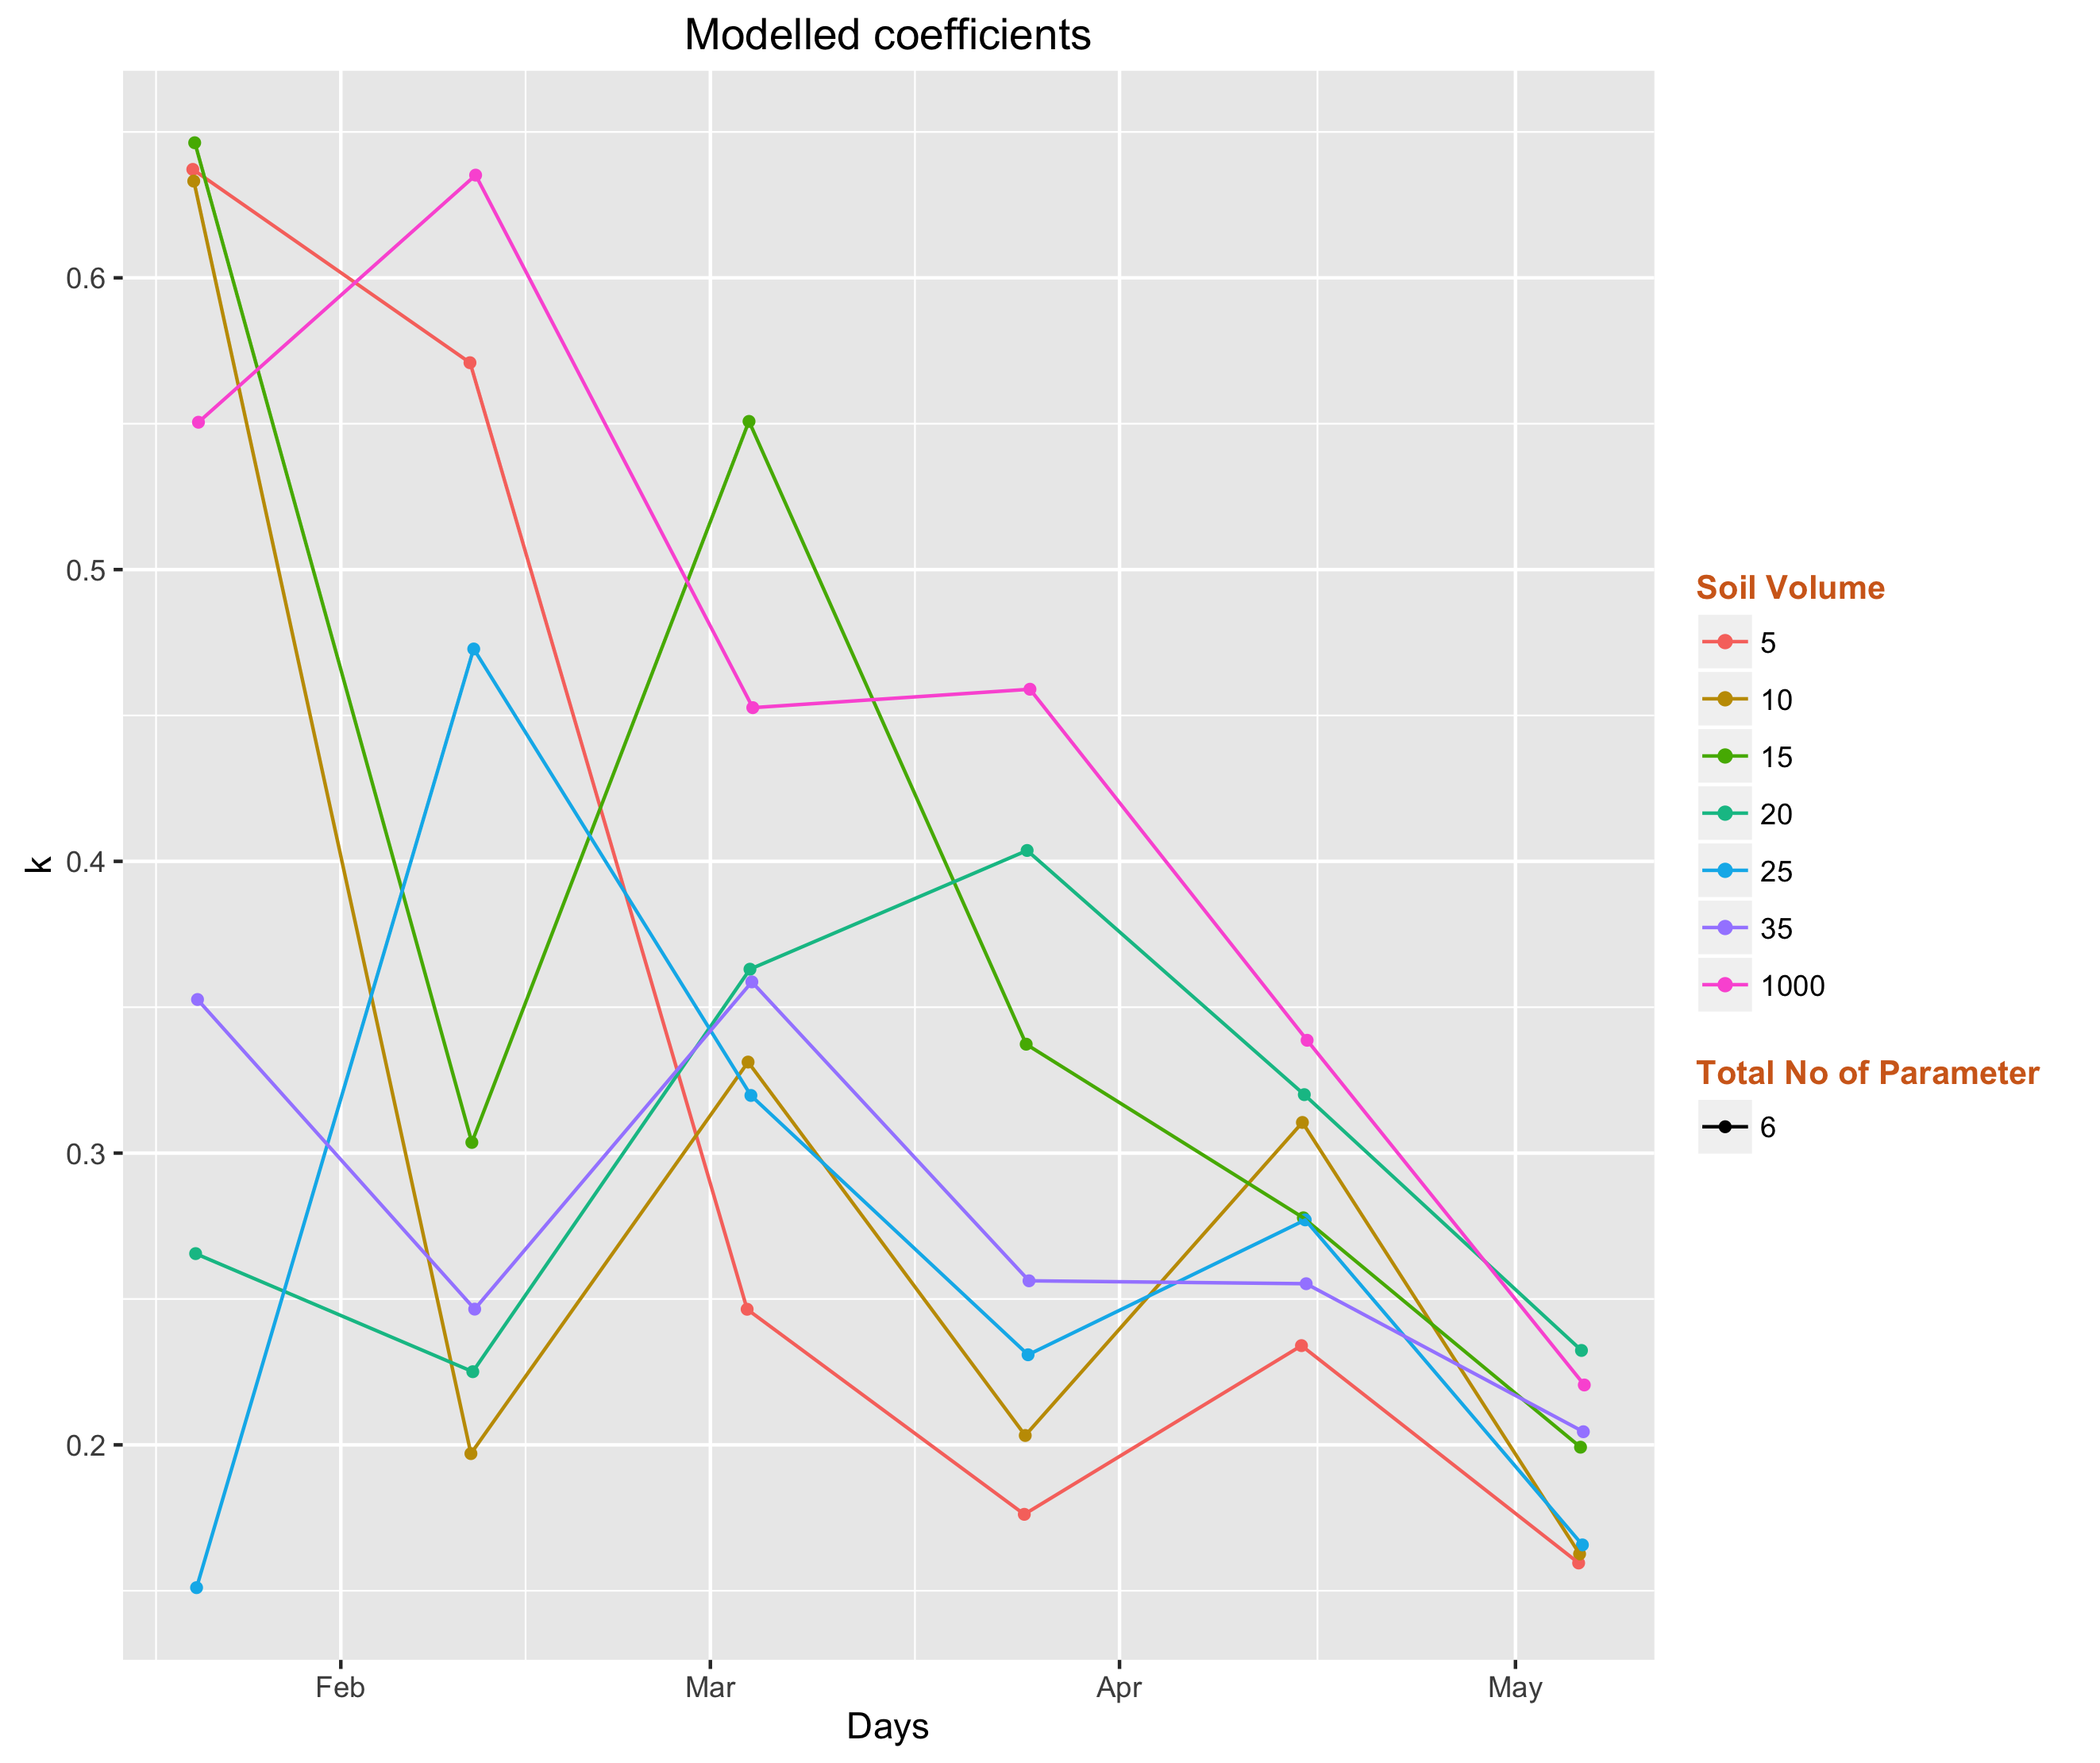 Modelled coefficients
0.6
0.5
0.4
0.3
0.2
k
Feb Mar Apr May
Days
Soil Volume
5
10
15
20
25
35
1000
Total No of Parameter
6